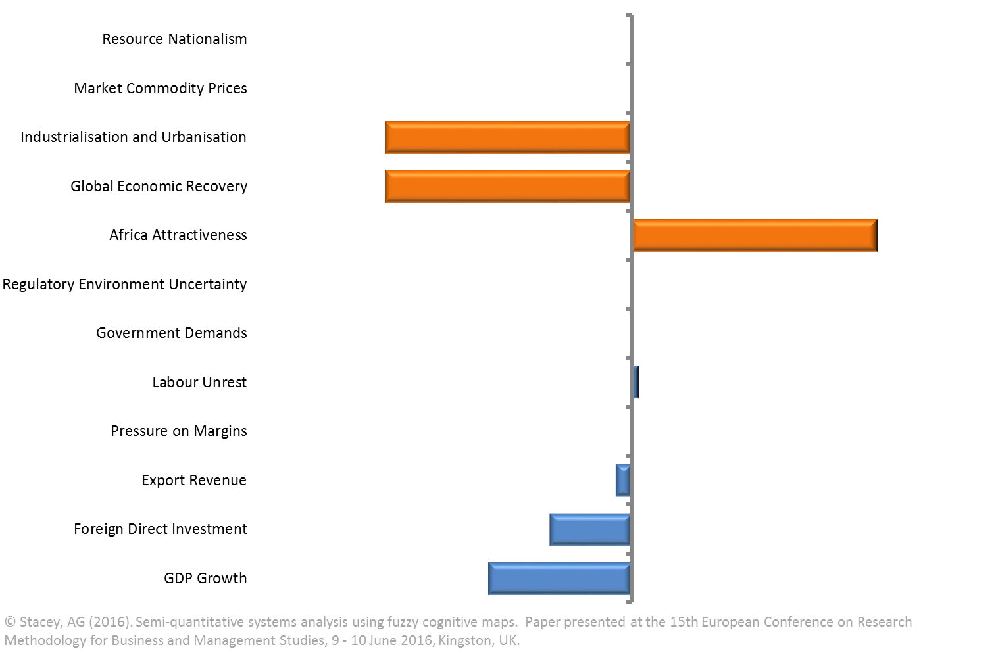 Resource Nationalism
Market Commodity Prices
Industrialisation and Urbanisation
Global Economic Recovery
Africa Attractiveness
Regulatory Environment Uncertainty
Government Demands
Labour Unrest
Pressure on Margins
Export Revenue
Foreign Direct Investment
GDP Growth
© Stacey, AG (2016). Semi-quantitative systems analysis using fuzzy cognitive maps.  Paper presented at the 15th European Conference on Research
Methodology for Business and Management Studies, 9 - 10 June 2016, Kingston, UK.